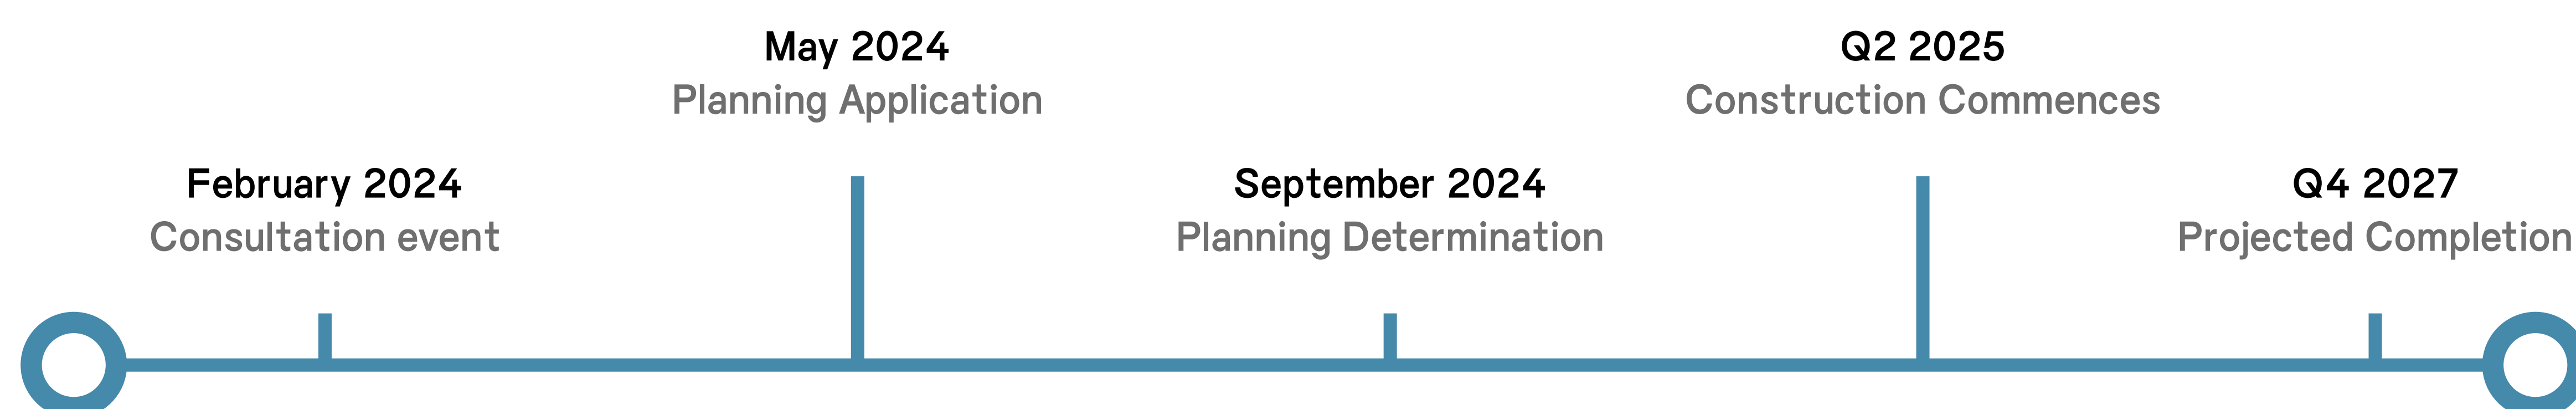 February 2024
Consultation event
May 2024
Planning Application
September 2024
Planning Determination
Q2 2025
Construction Commences
Q4 2027
Projected Completion